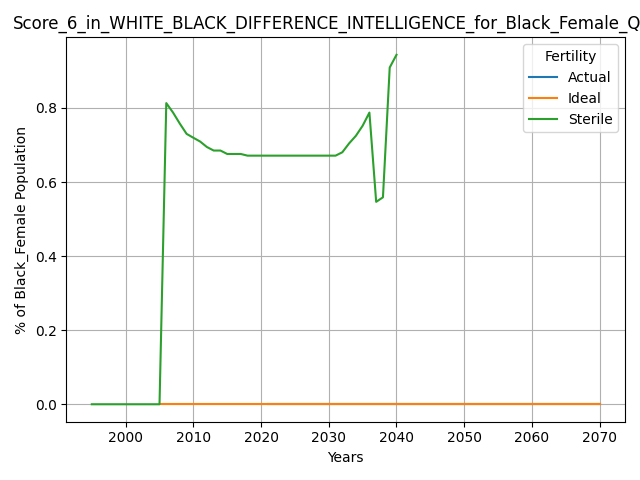 Score_6_in_WHITE_BLACK_DIFFERENCE_INTELLIGENCE_for_Black_Female_Q
Fertility
Actual
Ideal
Sterile
% of Black_Female Population
0.8
0.6
0.4
0.2
0.0
2000 2010 2020 2030 2040 2050 2060 2070
Years